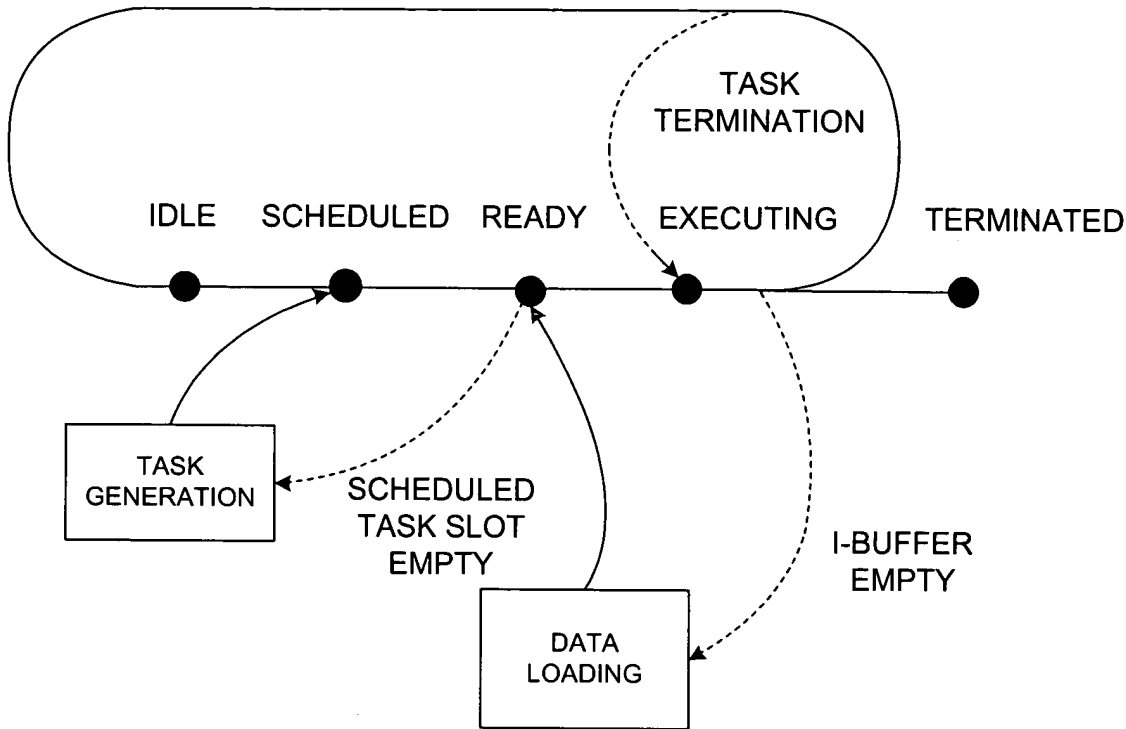 TASK
TERMINATION
IDLE
SCHEDULED
READY
EXECUTING
TERMINATED
TASK
GENERATION
SCHEDULED
TASK SLOT
EMPTY
I-BUFFER
EMPTY
DATA
LOADING